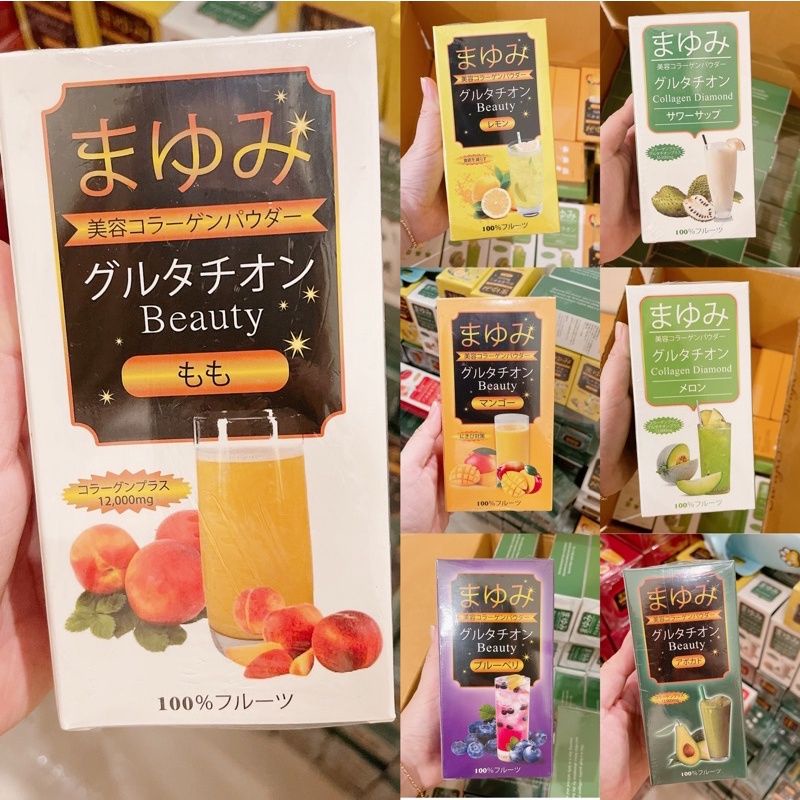 まゆみ
美容コラーゲンパウダー
グルタチオン
Beauty
もも
コラーグンプラス
12,000mg
100%フルーツ
まゆみ
美容コラーゲンパウダー
グルタチオン
Beauty
レモン
100%フルーツ
まゆみ
美容コラーゲンパウダー
グルタチオン
Collagen Diamond
サワーサップ
100%フルーツ
まゆみ
美容コラーゲンパウダー
グルタチオン
Beauty
マンゴー
にきび対策
100%フルーツ
まゆみ
美容コラーゲンパウダー
グルタチオン
Collagen Diamond
メロン
100%フルーツ
まゆみ
美容コラーゲンパウダー
グルタチオン
Beauty
ブルーベリ
100%フルーツ
まゆみ
美容コラーゲンパウダー
グルタチオン
Beauty
アボカド
100%フルーツ